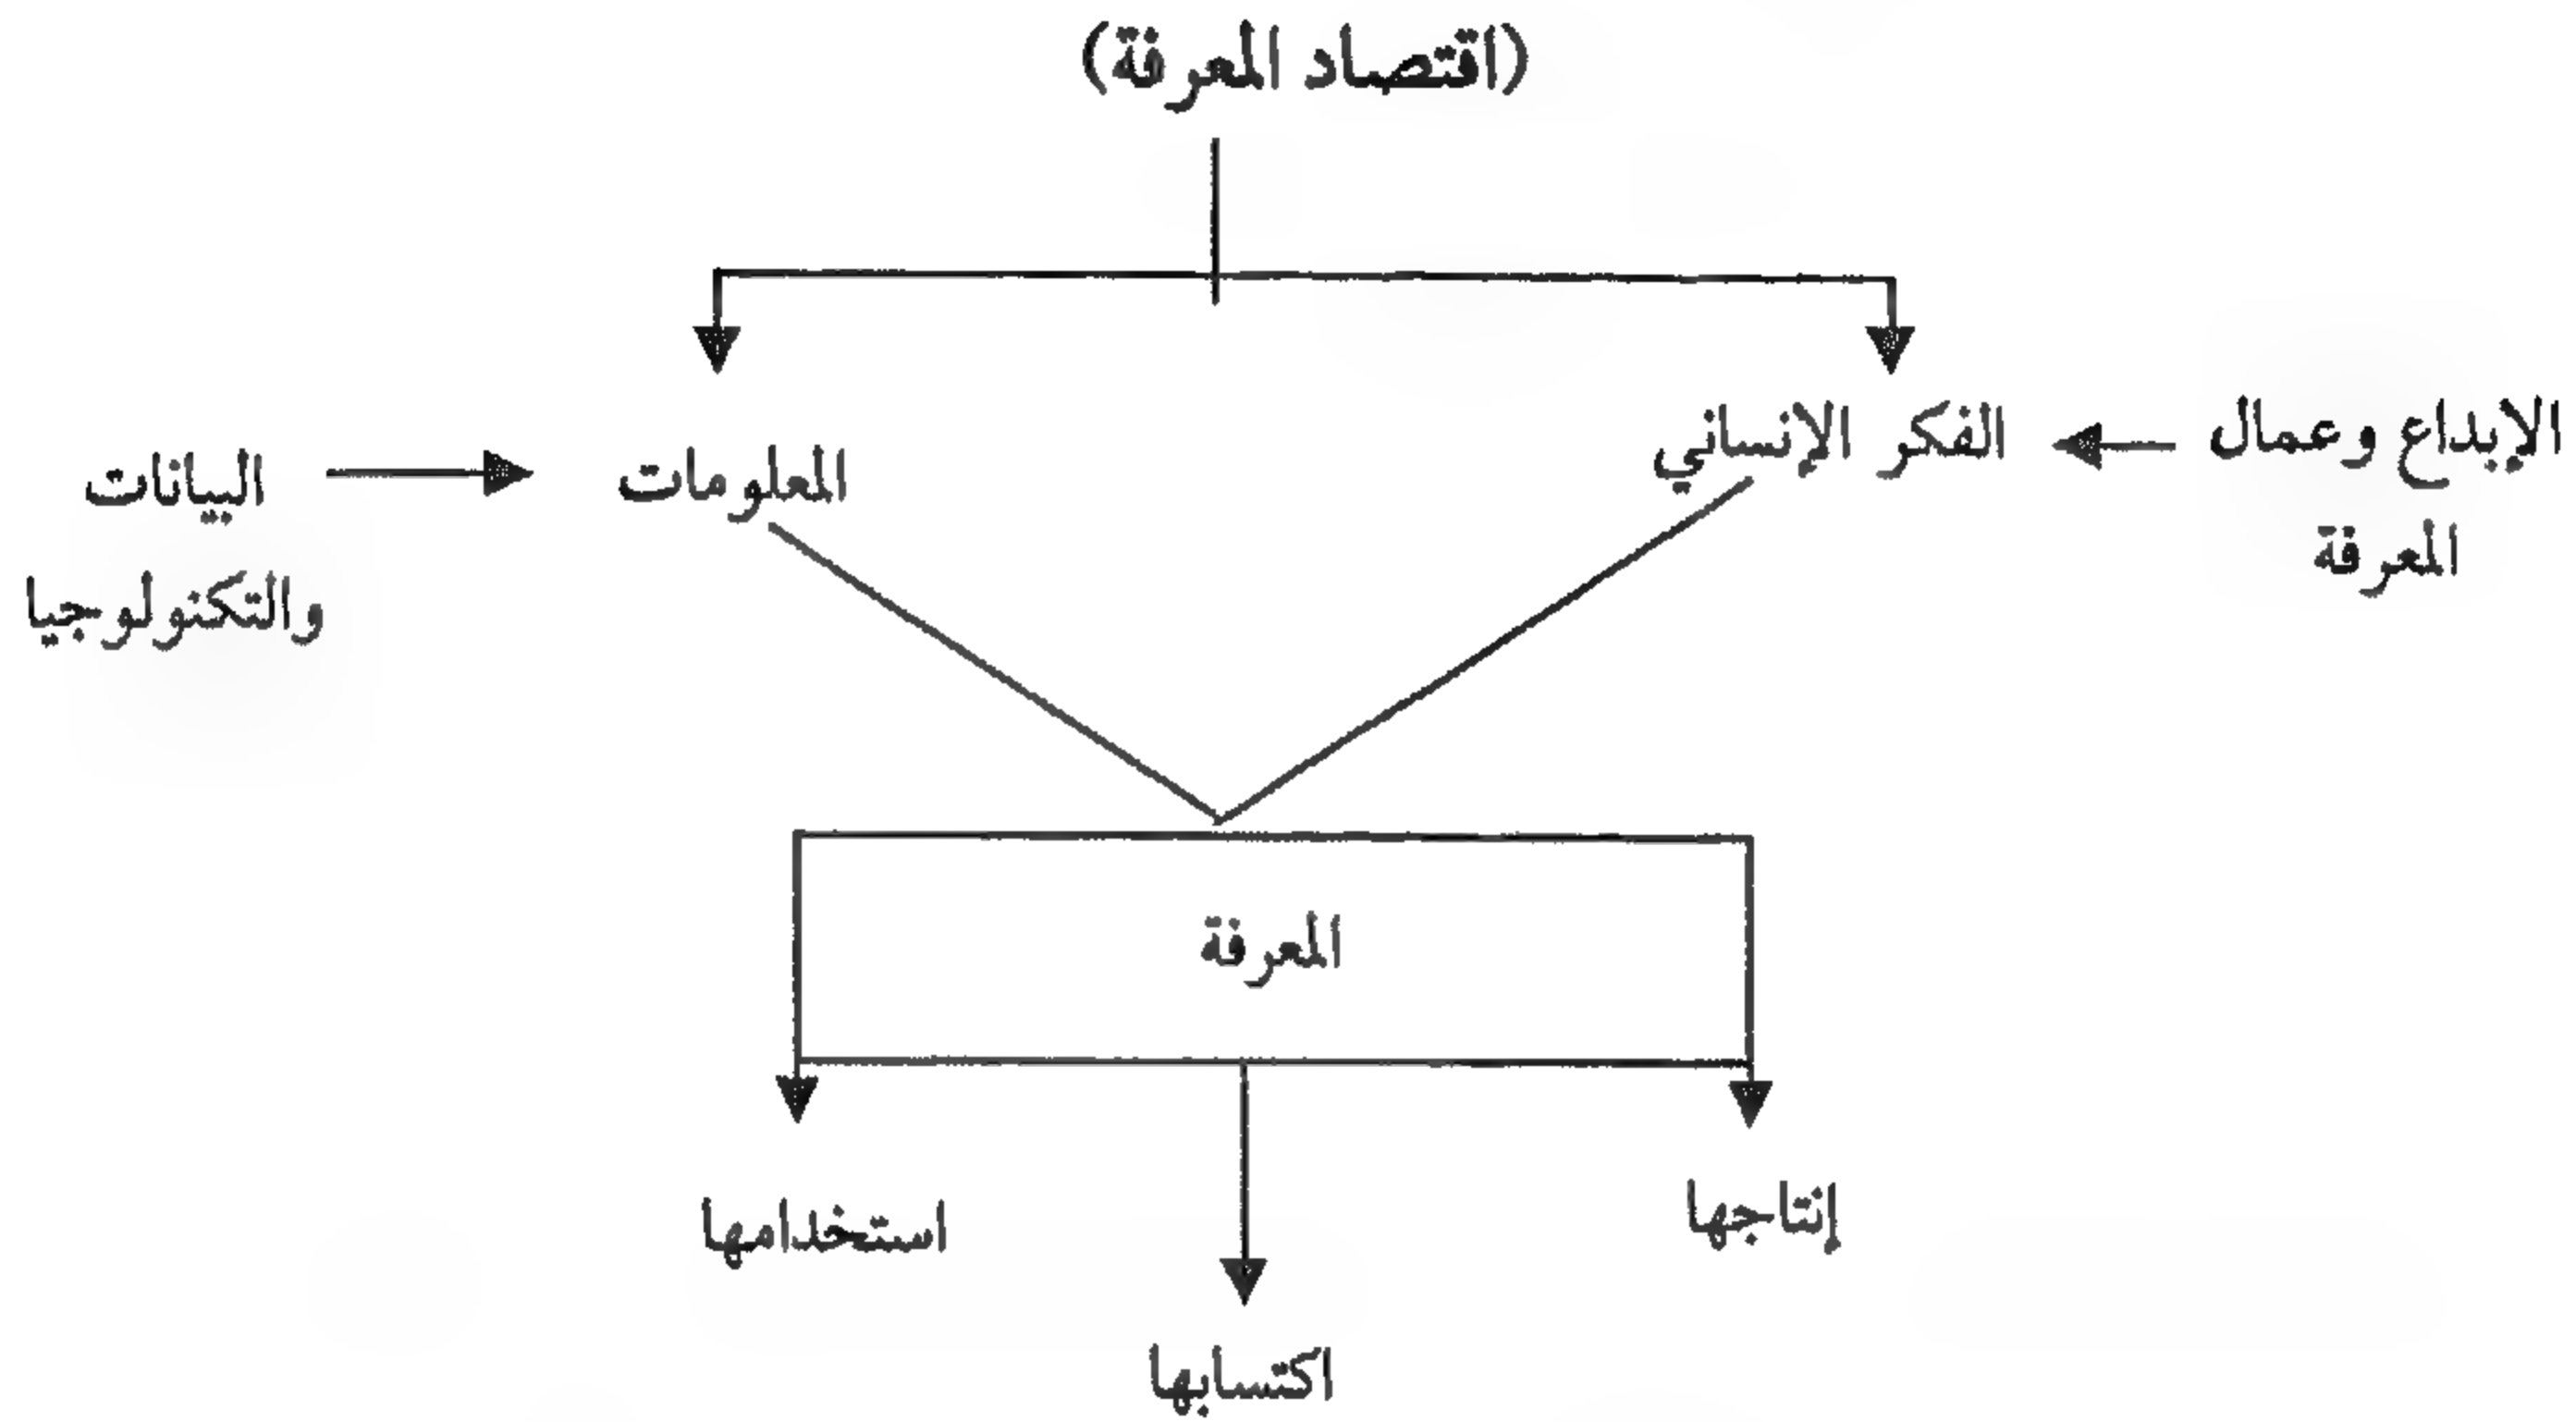 (اقتصاد المعرفة)
الإبداع وعمال
المعرفة
الفكر الإنساني
المعلومات
البيانات
والتكنولوجيا
المعرفة
إنتاجها
استخدامها
اكتسابها